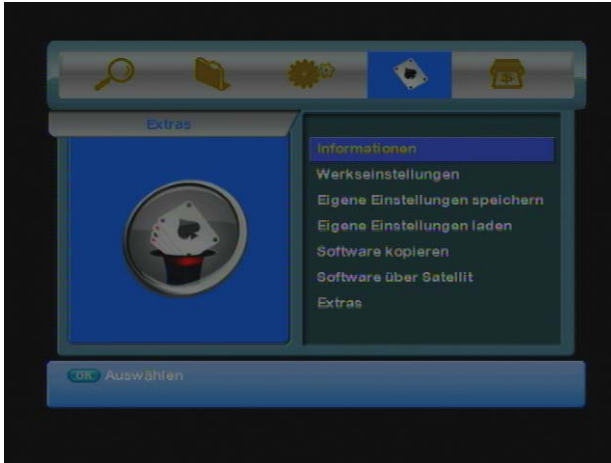 Extras
Informationen
Werkseinstellungen
Eigene Einstellungen speichern
Eigene Einstellungen laden
Software kopieren
Software über Satellit
Extras
OK Auswählen